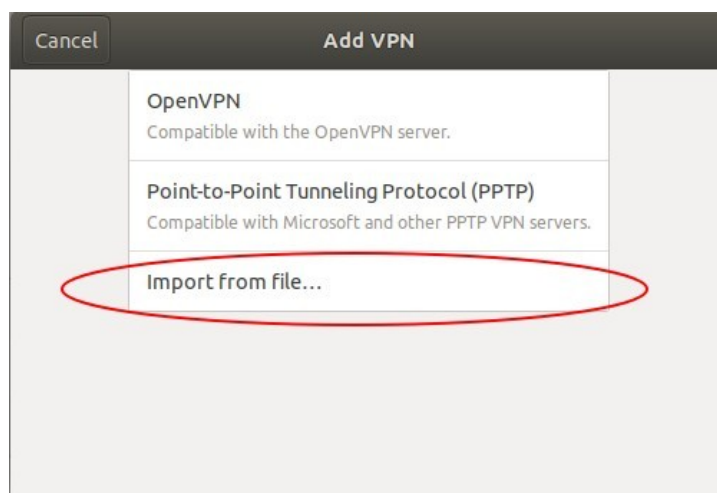 Cancel
Add VPN
OpenVPN
Compatible with the OpenVPN server.
Point-to-Point Tunneling Protocol (PPTP)
Compatible with Microsoft and other PPTP VPN servers.
Import from file...